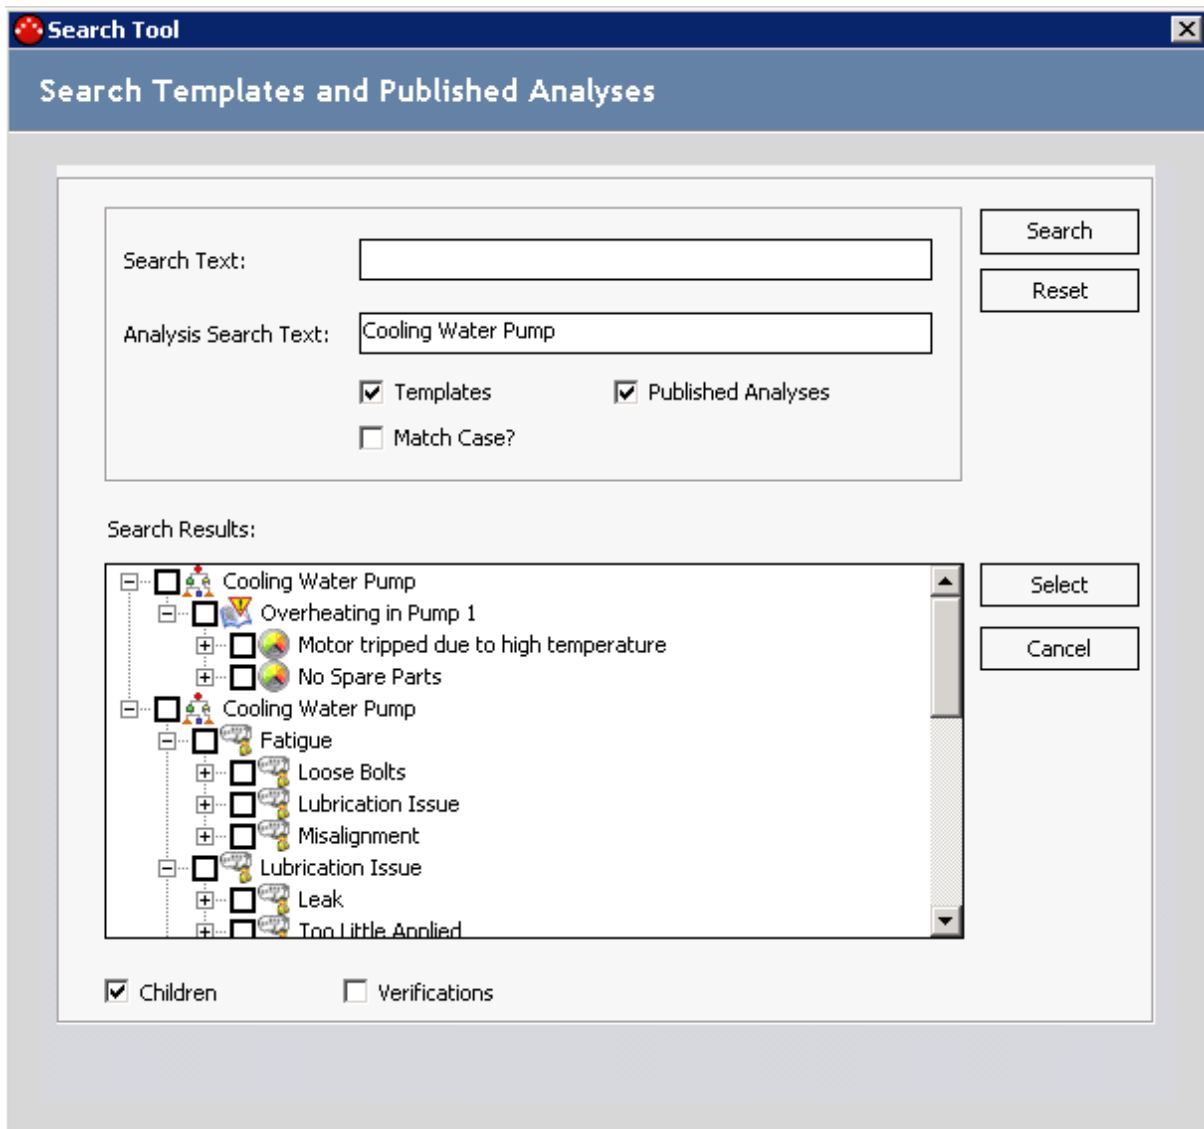 Search Tool
Search Templates and Published Analyses
Search Text:
Search
Reset
Analysis Search Text: Cooling Water Pump
Templates Published Analyses
Match Case?
Search Results:
Cooling Water Pump
Overheating in Pump 1
Motor tripped due to high temperature
No Spare Parts
Cooling Water Pump
Fatigue
Loose Bolts
Lubrication Issue
Misalignment
Lubrication Issue
Leak
Too Little Applied
Select
Cancel
Children Verifications